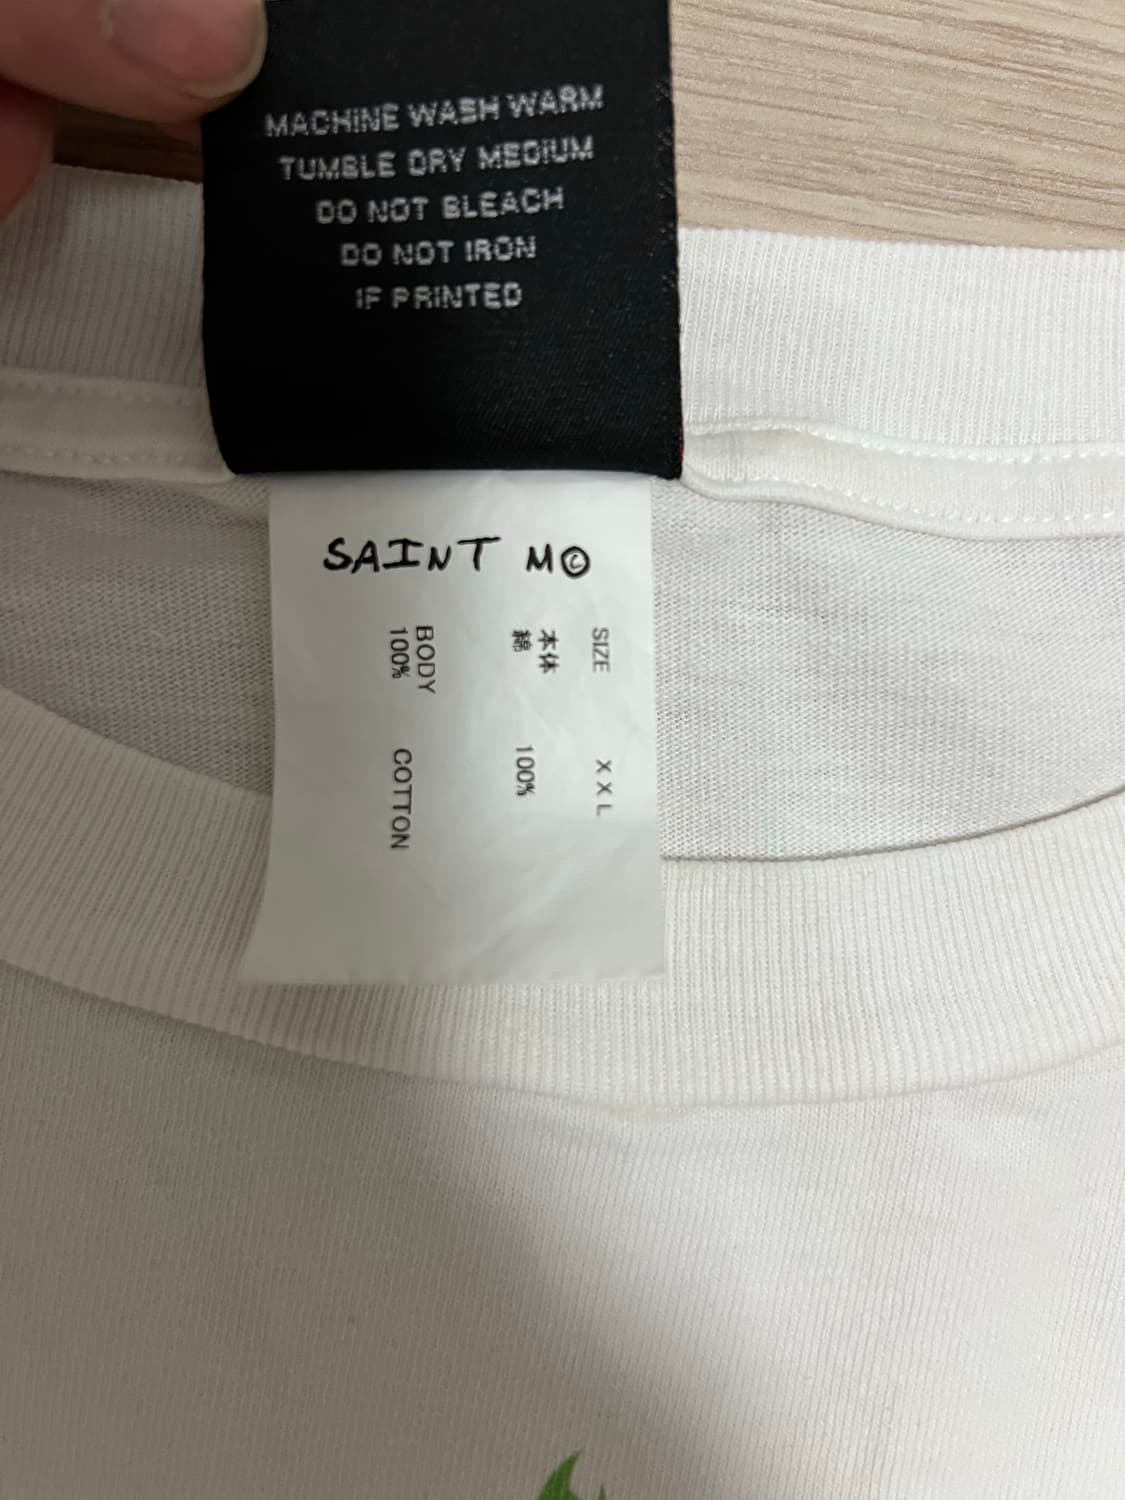 MACHINE WASH WARM
TUMBLE DRY MEDIUM
DO NOT BLEACH
DO NOT IRON
IF PRINTED
SAINT M©
SIZE XXL
本体
綿 100%
BODY
100% COTTON